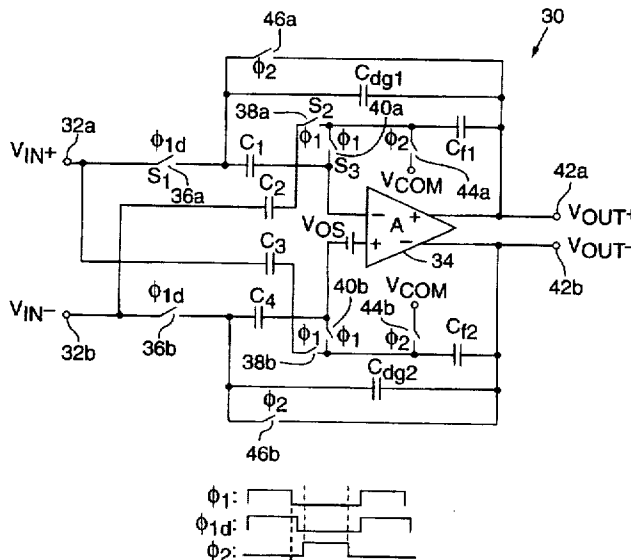 46a
30
ϕ2
Cdg1
38a
S2
40a
32a
ϕ1d
ϕ1
ϕ1
ϕ2
Cf1
VIN+
S1
C1
S3
36a
VCOM
44a
42a
C2
VOS
− +
A
+ −
VOUT+
C3
34
VOUT−
40b
VCOM
42b
VIN−
ϕ1d
C4
44b
32b
36b
ϕ1
ϕ1
ϕ2
Cf2
38b
Cdg2
ϕ2
46b
ϕ1:
ϕ1d:
ϕ2: